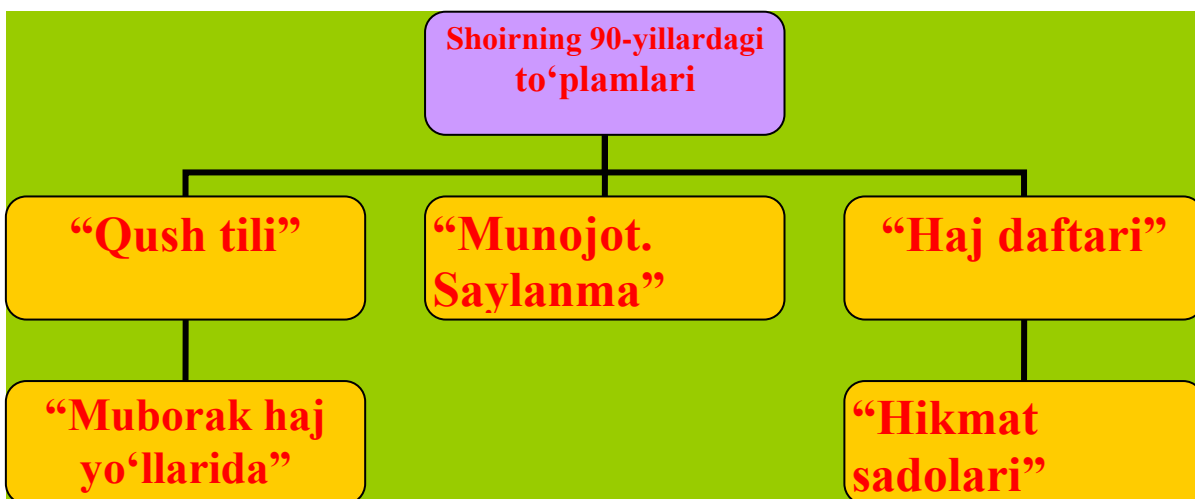 Shoirning 90-yillardagi
to‘plamlari
“Qush tili”
“Munojot.
Saylanma”
“Haj daftari”
“Muborak haj
yo‘llarida”
“Hikmat
sadolari”